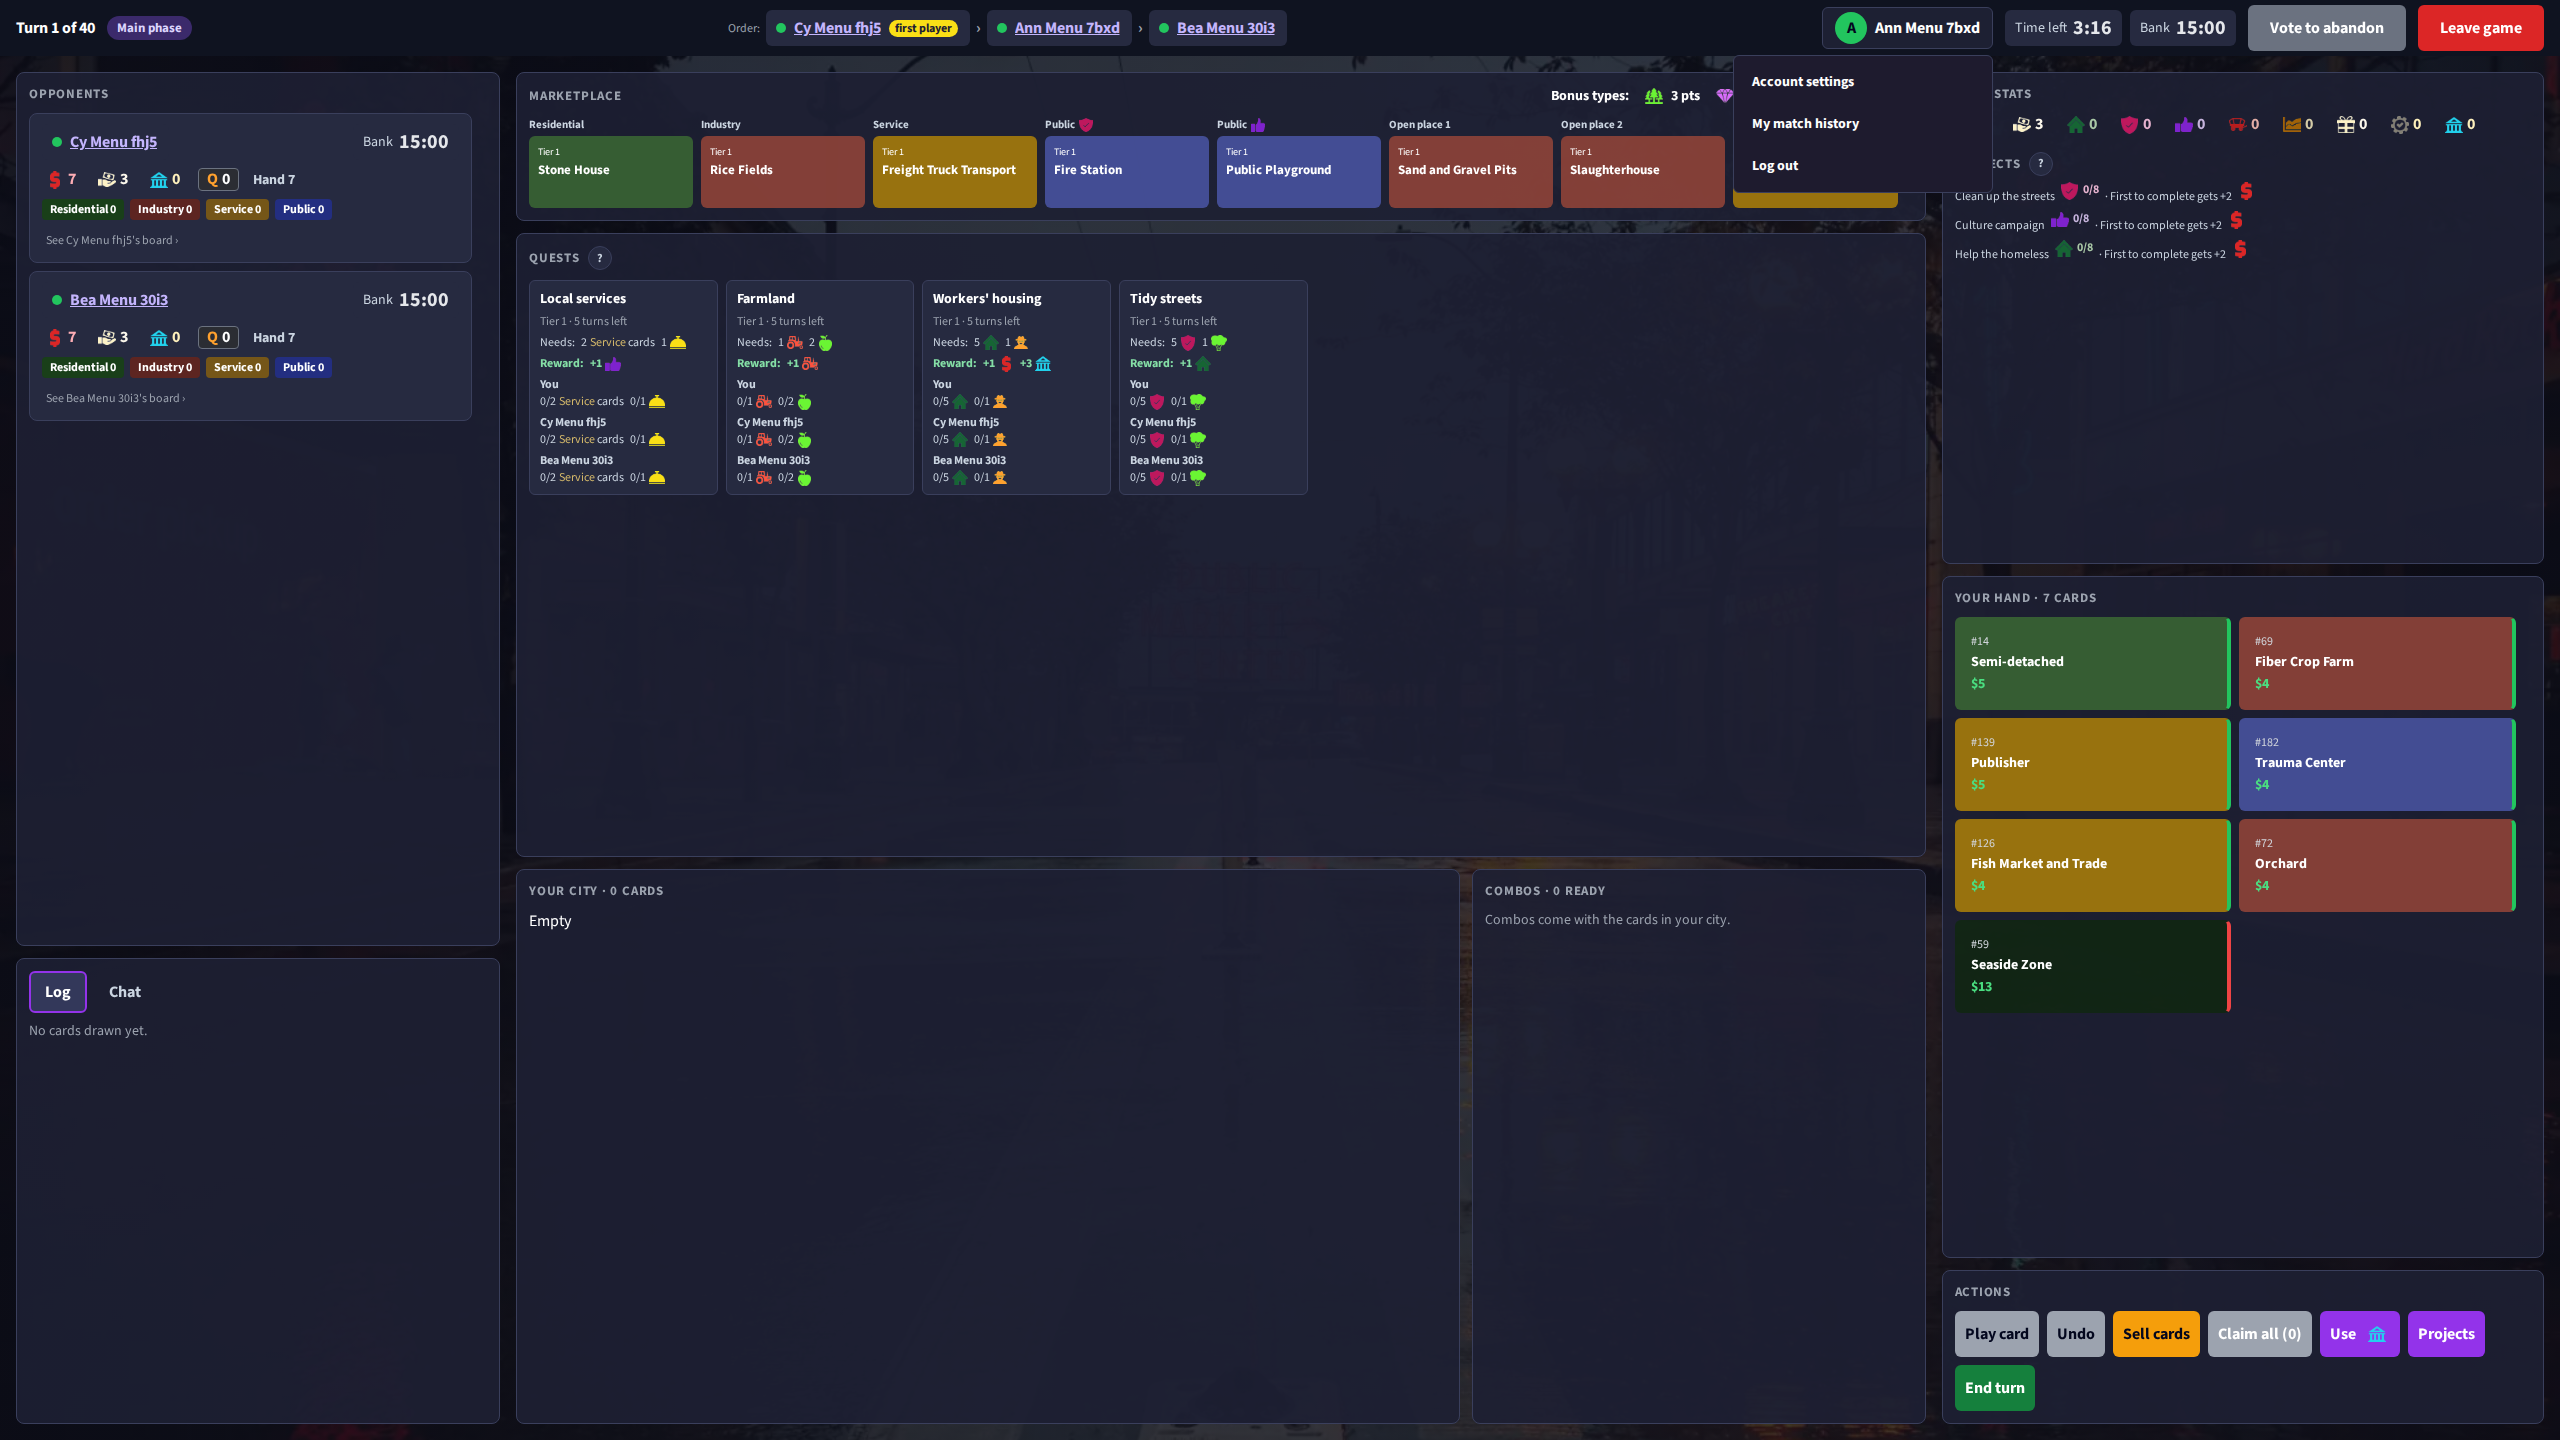 Turn 1 of 40 Main phase
Order: Cy Menu fhj5 first player › Ann Menu 7bxd › Bea Menu 30i3
A Ann Menu 7bxd
Time left 3:16
Bank 15:00
Vote to abandon
Leave game
Account settings
My match history
Log out
OPPONENTS
Cy Menu fhj5 Bank 15:00
7 3 0 Q 0 Hand 7
Residential 0 Industry 0 Service 0 Public 0
See Cy Menu fhj5's board ›
Bea Menu 30i3 Bank 15:00
7 3 0 Q 0 Hand 7
Residential 0 Industry 0 Service 0 Public 0
See Bea Menu 30i3's board ›
Log Chat
No cards drawn yet.
MARKETPLACE
Bonus types: 3 pts
Residential
Tier 1
Stone House
Industry
Tier 1
Rice Fields
Service
Tier 1
Freight Truck Transport
Public
Tier 1
Fire Station
Public
Tier 1
Public Playground
Open place 1
Tier 1
Sand and Gravel Pits
Open place 2
Tier 1
Slaughterhouse
QUESTS ?
Local services
Tier 1 · 5 turns left
Needs: 2 Service cards 1
Reward: +1
You
0/2 Service cards 0/1
Cy Menu fhj5
0/2 Service cards 0/1
Bea Menu 30i3
0/2 Service cards 0/1
Farmland
Tier 1 · 5 turns left
Needs: 1 2
Reward: +1
You
0/1 0/2
Cy Menu fhj5
0/1 0/2
Bea Menu 30i3
0/1 0/2
Workers' housing
Tier 1 · 5 turns left
Needs: 5 1
Reward: +1 +3
You
0/5 0/1
Cy Menu fhj5
0/5 0/1
Bea Menu 30i3
0/5 0/1
Tidy streets
Tier 1 · 5 turns left
Needs: 5 1
Reward: +1
You
0/5 0/1
Cy Menu fhj5
0/5 0/1
Bea Menu 30i3
0/5 0/1
YOUR CITY · 0 CARDS
Empty
COMBOS · 0 READY
Combos come with the cards in your city.
STATS
3 0 0 0 0 0 0 0 0
ECTS ?
Clean up the streets 0/8 · First to complete gets +2
Culture campaign 0/8 · First to complete gets +2
Help the homeless 0/8 · First to complete gets +2
YOUR HAND · 7 CARDS
#14
Semi-detached
$5
#69
Fiber Crop Farm
$4
#139
Publisher
$5
#182
Trauma Center
$4
#126
Fish Market and Trade
$4
#72
Orchard
$4
#59
Seaside Zone
$13
ACTIONS
Play card Undo Sell cards Claim all (0) Use Projects
End turn